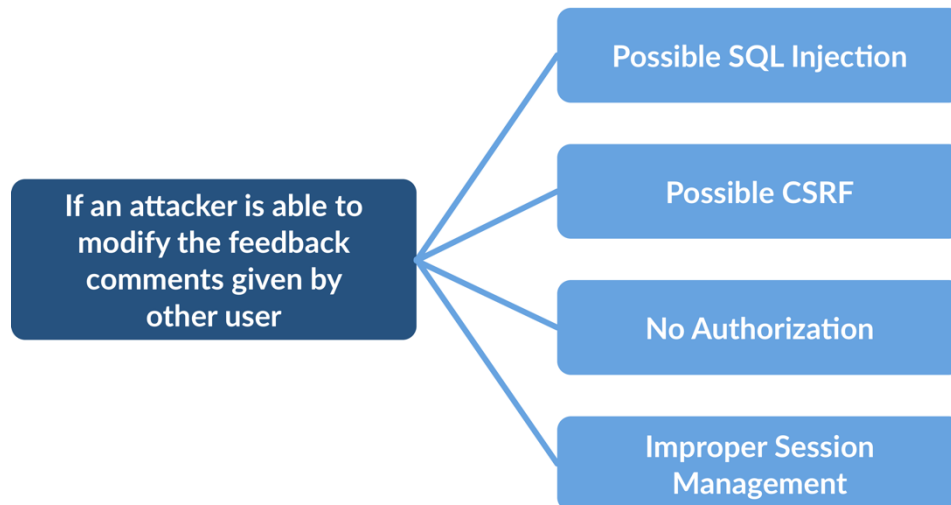 If an attacker is able to
modify the feedback
comments given by
other user
Possible SQL Injection
Possible CSRF
No Authorization
Improper Session
Management